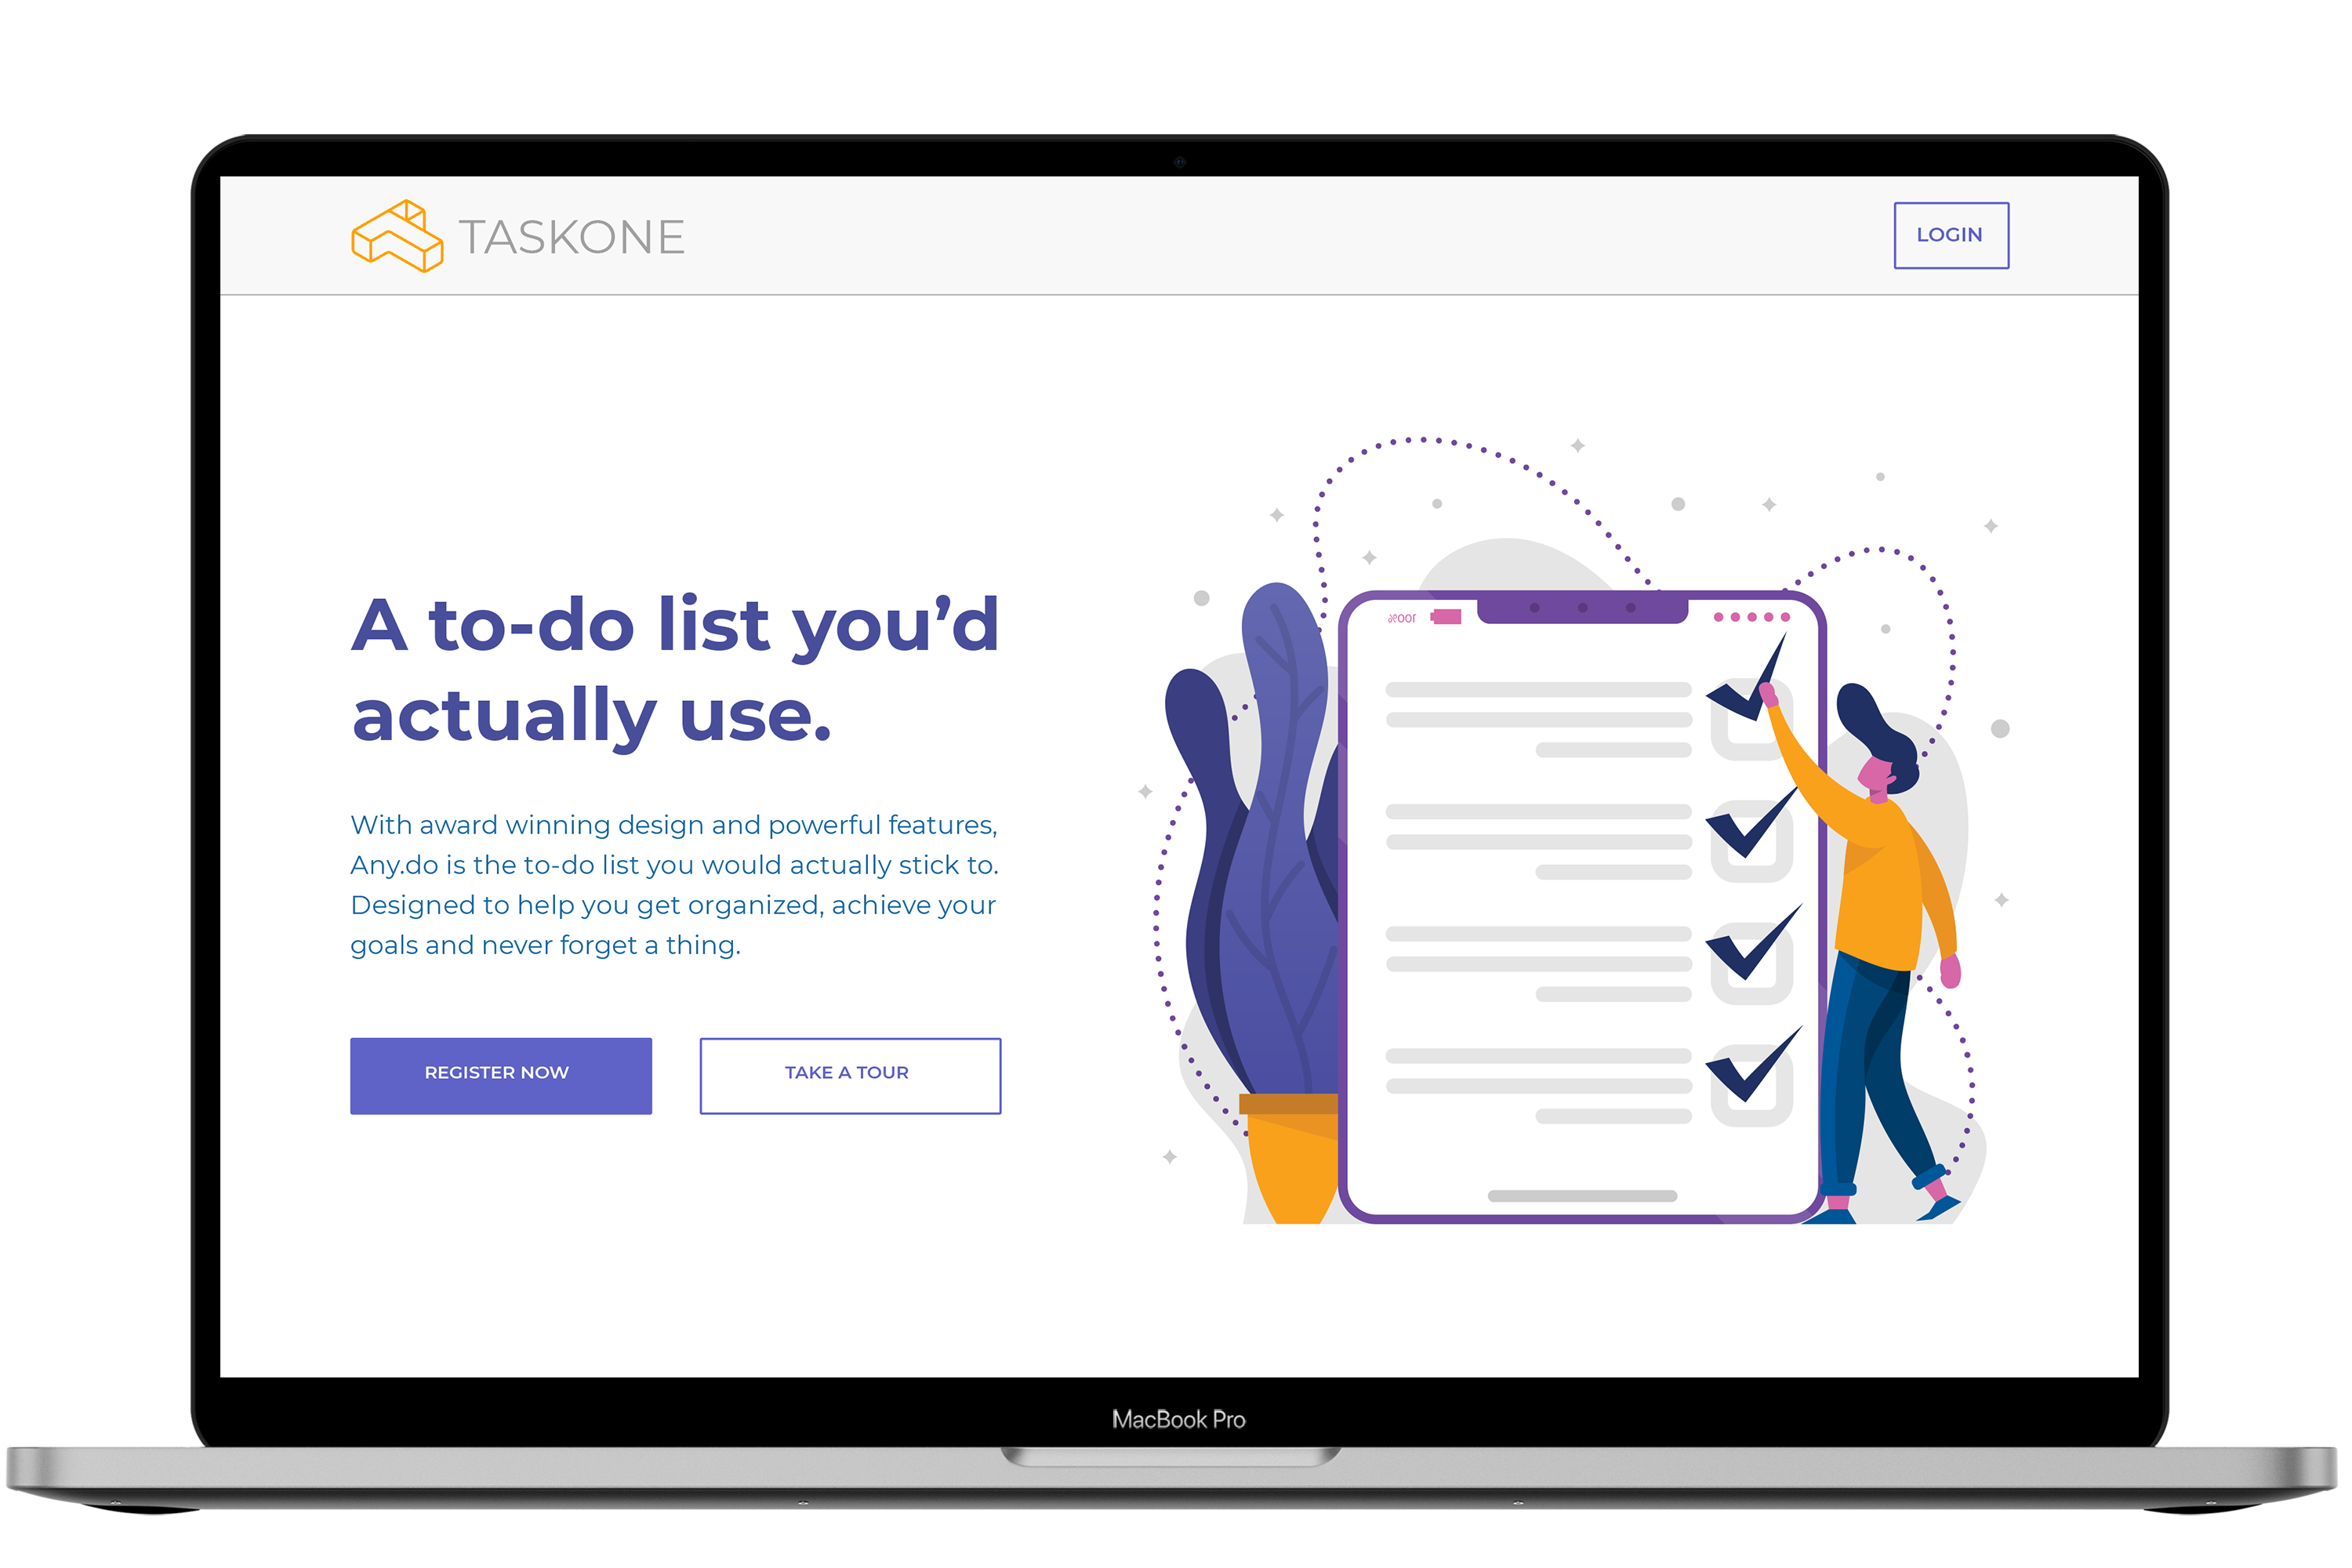 TASKONE
LOGIN
A to-do list you’d
actually use.
With award winning design and powerful features,
Any.do is the to-do list you would actually stick to.
Designed to help you get organized, achieve your
goals and never forget a thing.
REGISTER NOW
TAKE A TOUR
MacBook Pro